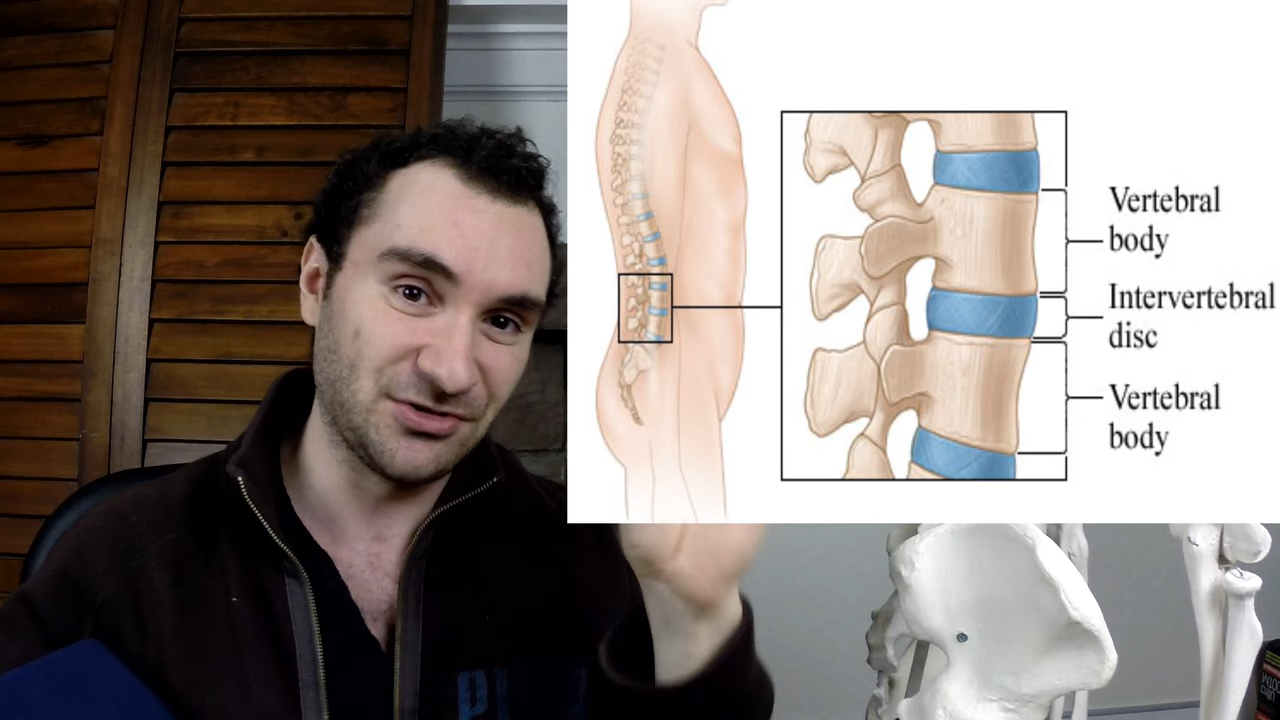 Vertebral
body
Intervertebral
disc
Vertebral
body